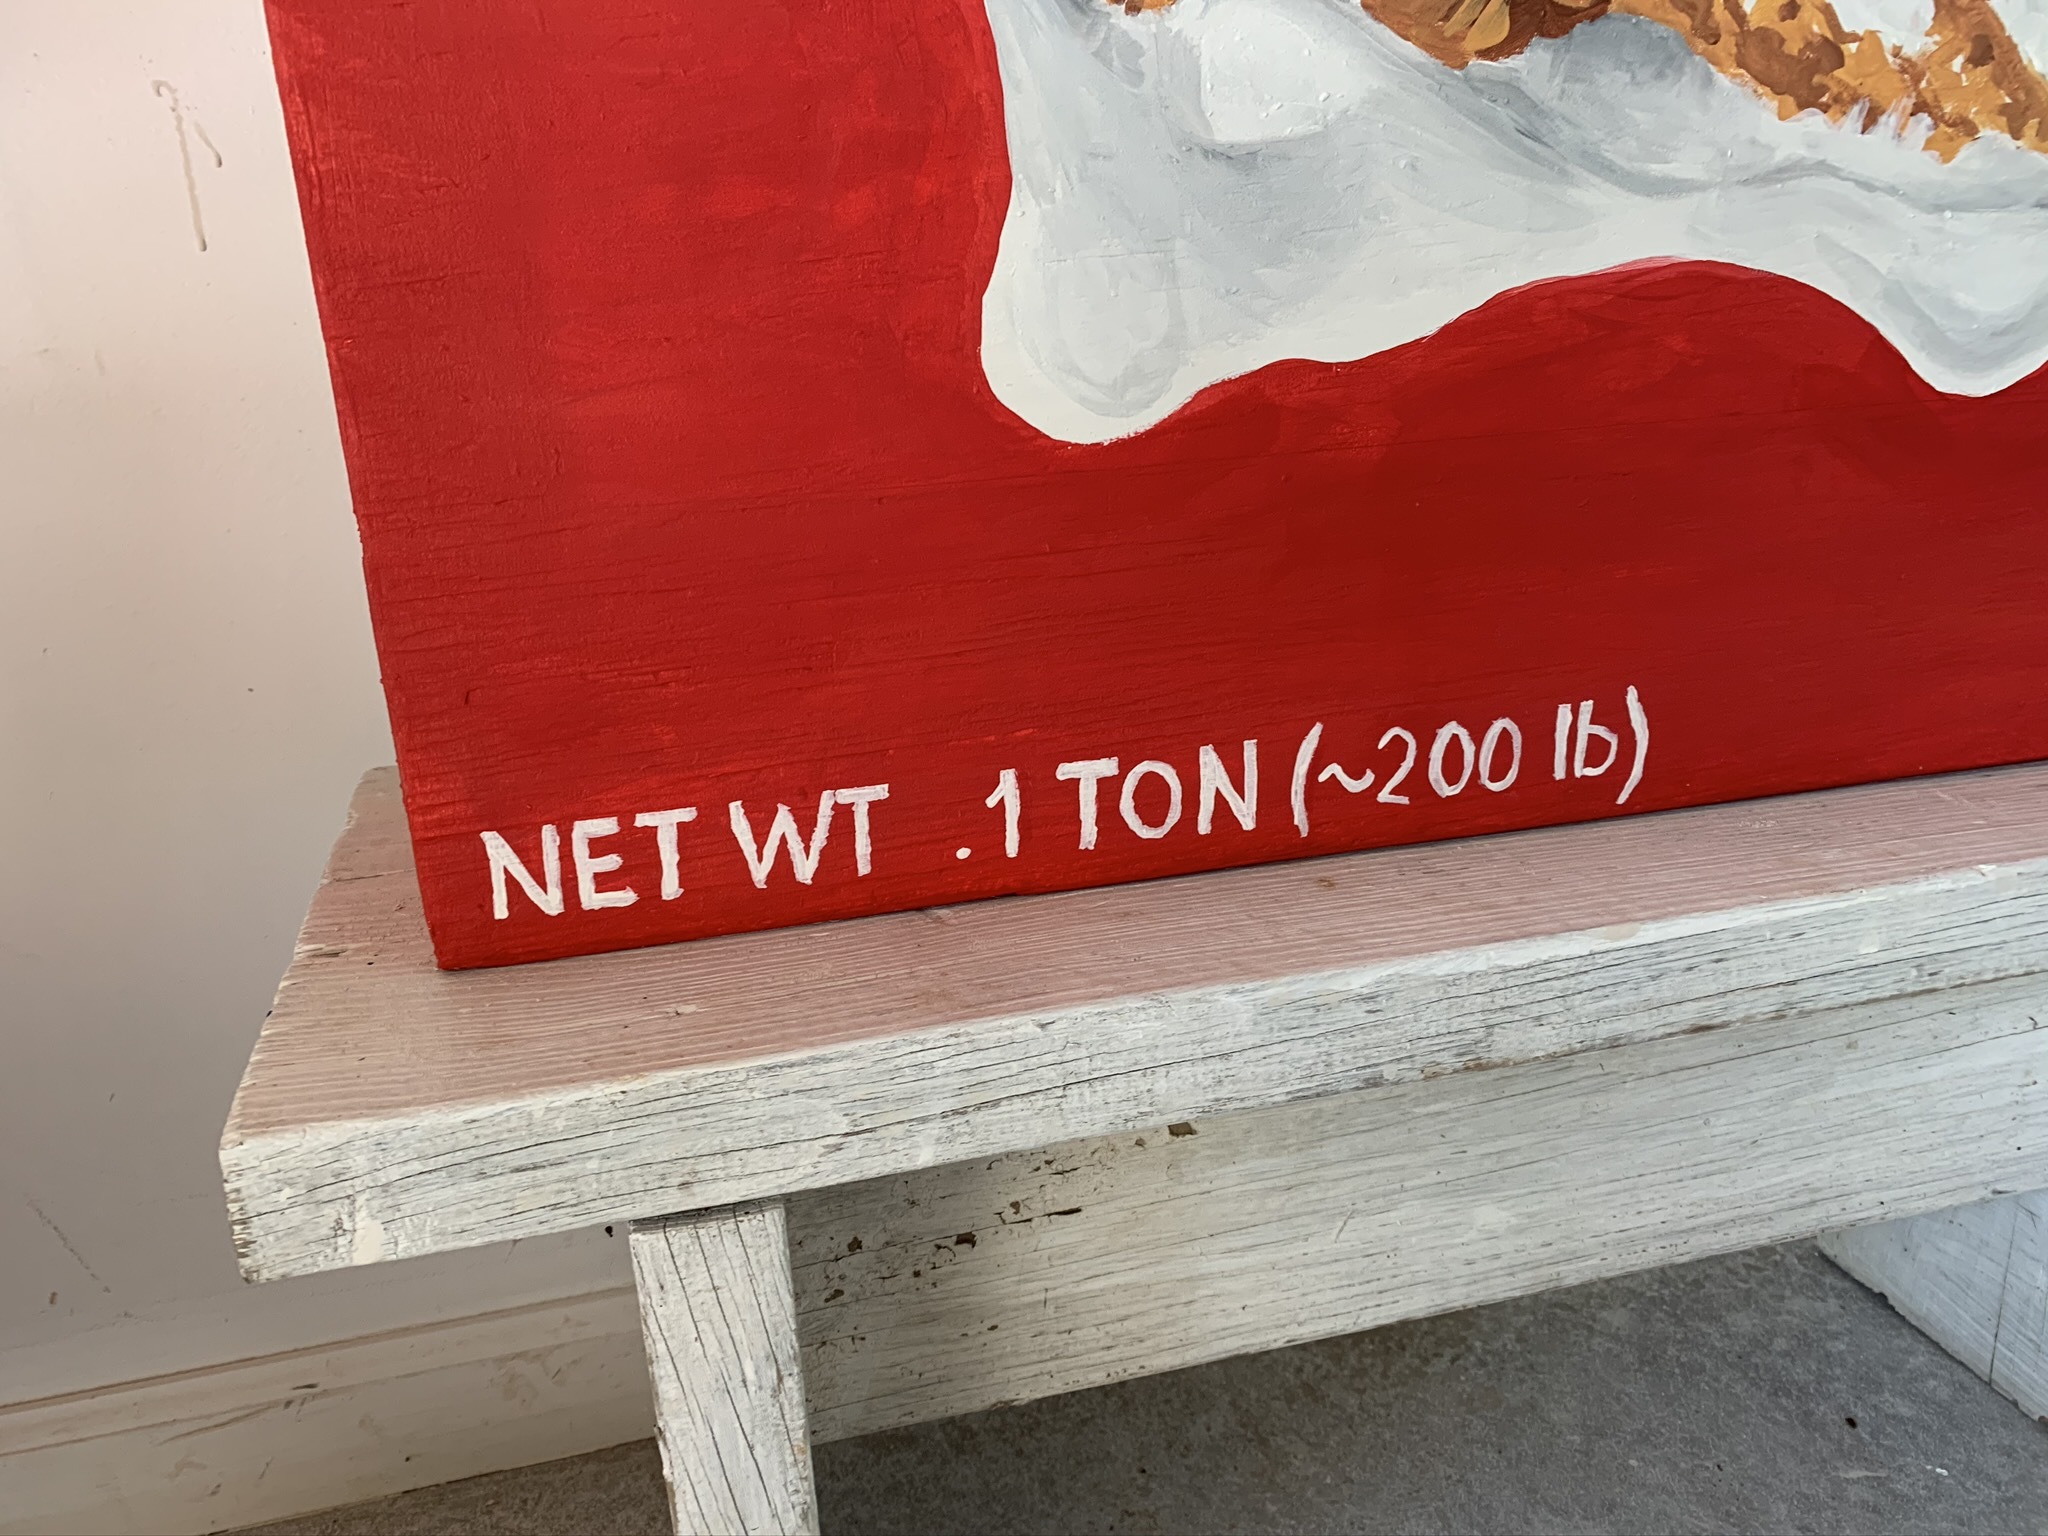 NET WT .1 TON (~200 lb)